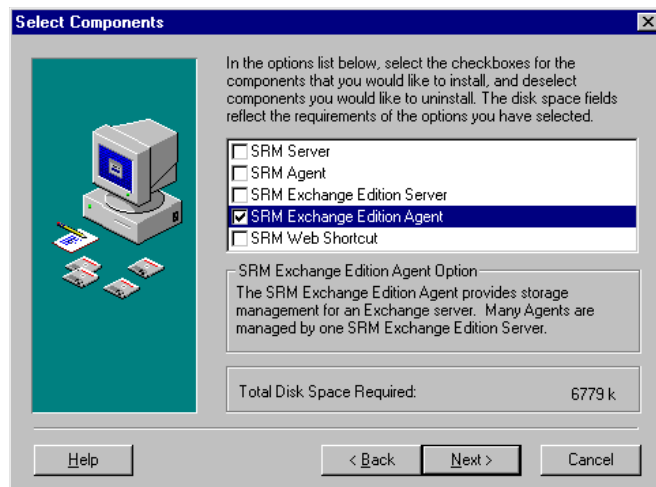 Select Components
In the options list below, select the checkboxes for the
components that you would like to install, and deselect
components you would like to uninstall. The disk space fields
reflect the requirements of the options you have selected.
SRM Server
SRM Agent
SRM Exchange Edition Server
SRM Exchange Edition Agent
SRM Web Shortcut
SRM Exchange Edition Agent Option
The SRM Exchange Edition Agent provides storage
management for an Exchange server. Many Agents are
managed by one SRM Exchange Edition Server.
Total Disk Space Required: 6779 k
Help
< Back
Next >
Cancel